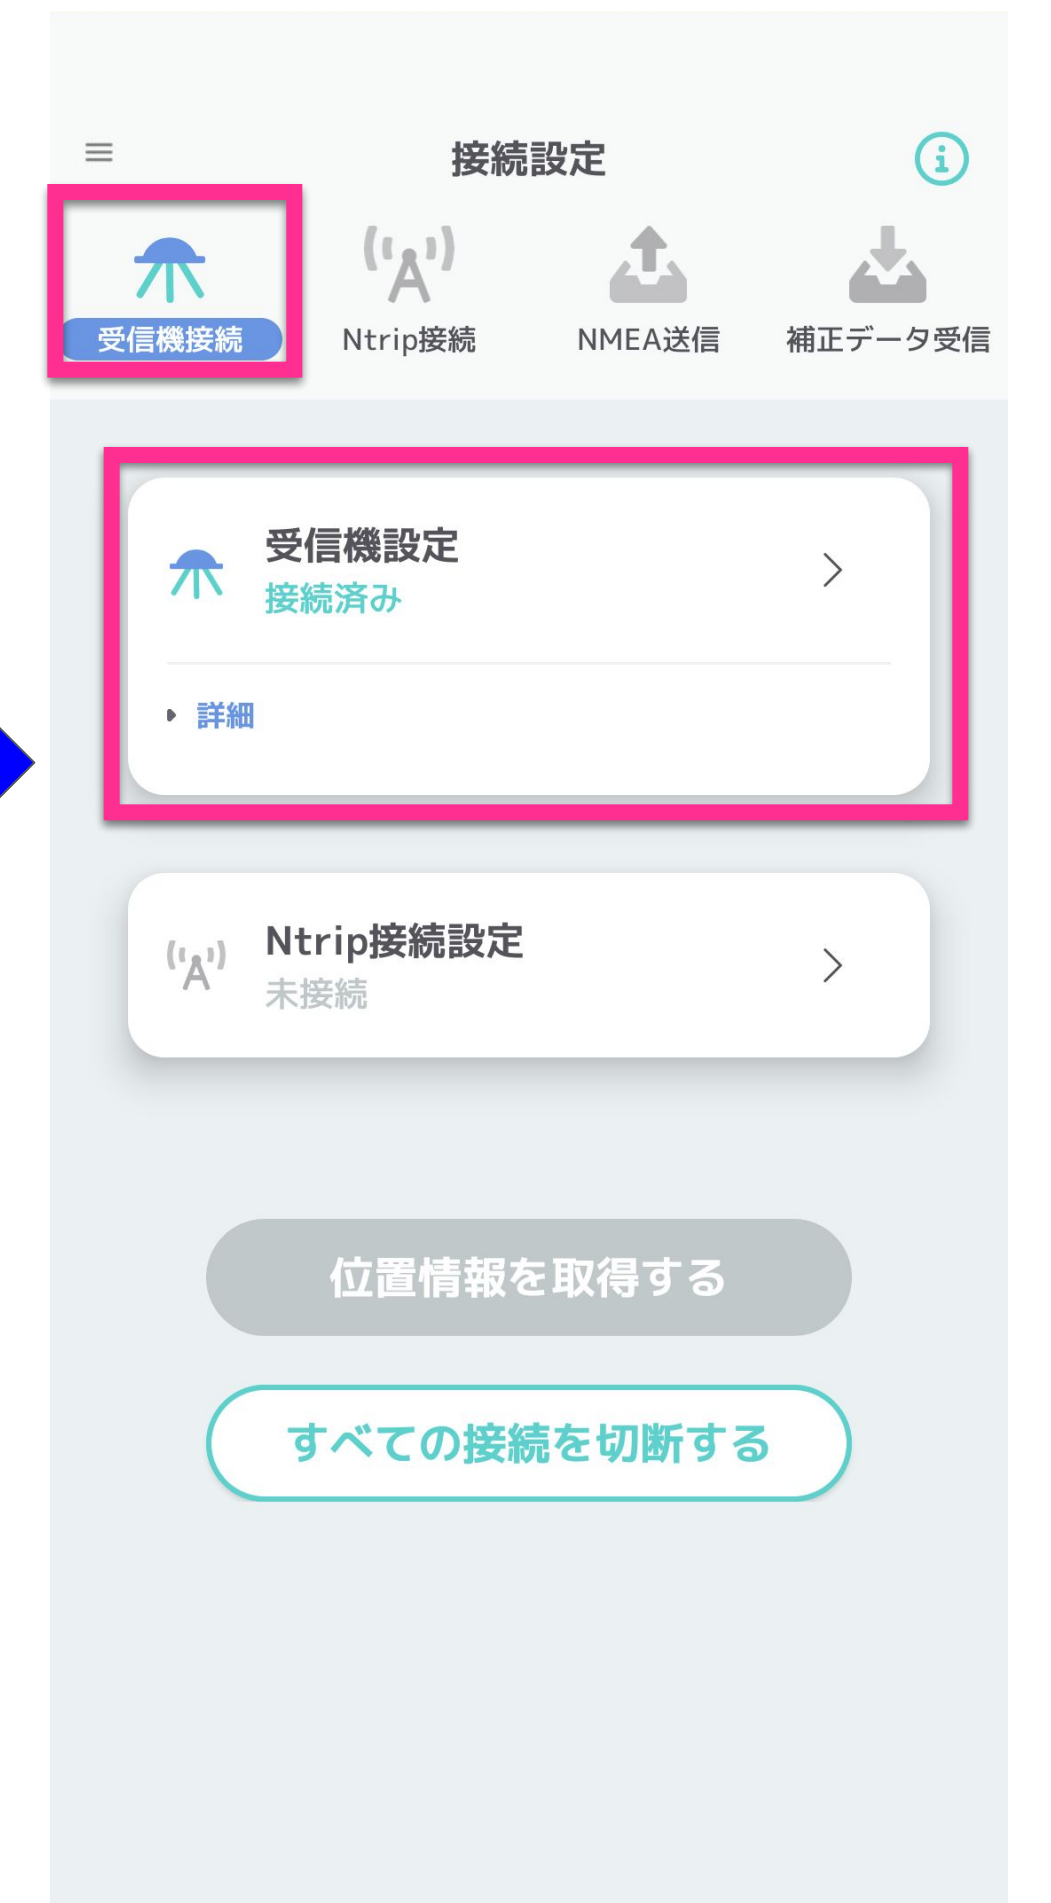 接続設定
受信機接続
Ntrip接続
NMEA送信
補正データ受信
受信機設定
接続済み
詳細
Ntrip接続設定
未接続
位置情報を取得する
すべての接続を切断する